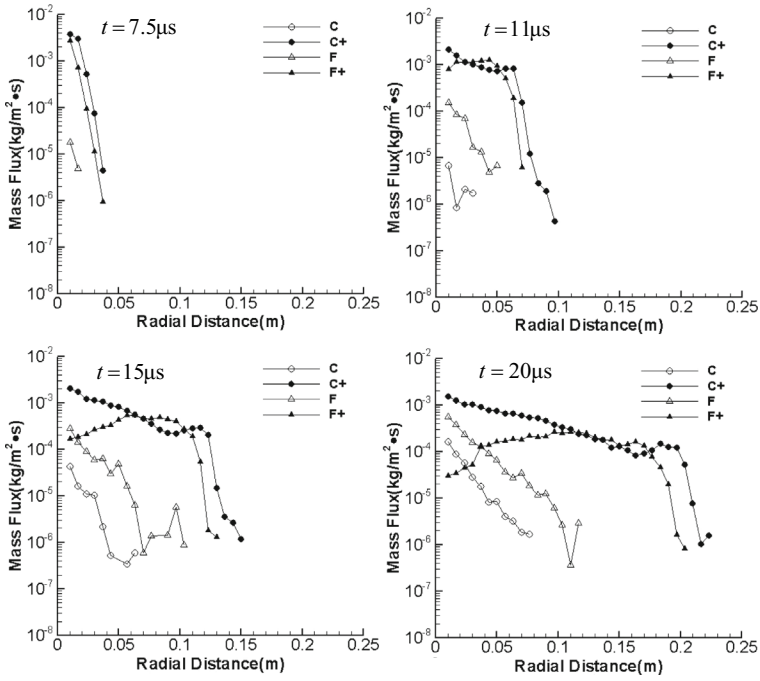 t = 7.5μs
C
C+
F
F+
Mass Flux(kg/m²•s)
10⁻²
10⁻³
10⁻⁴
10⁻⁵
10⁻⁶
10⁻⁷
10⁻⁸
0 0.05 0.1 0.15 0.2 0.25
Radial Distance(m)
t = 11μs
C
C+
F
F+
Mass Flux(kg/m²•s)
10⁻²
10⁻³
10⁻⁴
10⁻⁵
10⁻⁶
10⁻⁷
10⁻⁸
0 0.05 0.1 0.15 0.2 0.25
Radial Distance(m)
t = 15μs
C
C+
F
F+
Mass Flux(kg/m²•s)
10⁻²
10⁻³
10⁻⁴
10⁻⁵
10⁻⁶
10⁻⁷
10⁻⁸
0 0.05 0.1 0.15 0.2 0.25
Radial Distance(m)
t = 20μs
C
C+
F
F+
Mass Flux(kg/m²•s)
10⁻²
10⁻³
10⁻⁴
10⁻⁵
10⁻⁶
10⁻⁷
10⁻⁸
0 0.05 0.1 0.15 0.2 0.25
Radial Distance(m)